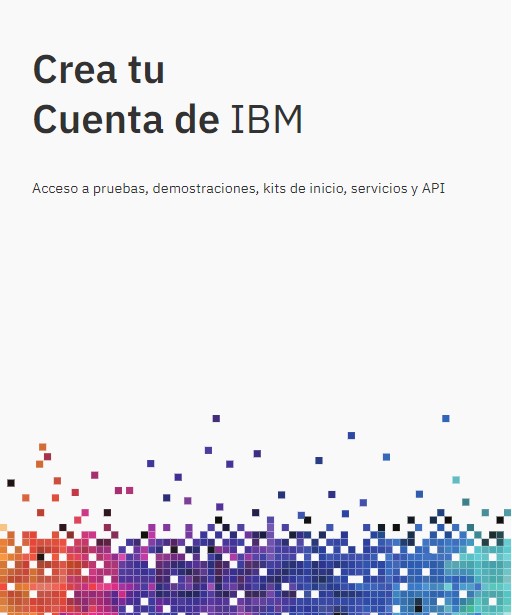 Crea tu
Cuenta de IBM
Acceso a pruebas, demostraciones, kits de inicio, servicios y API